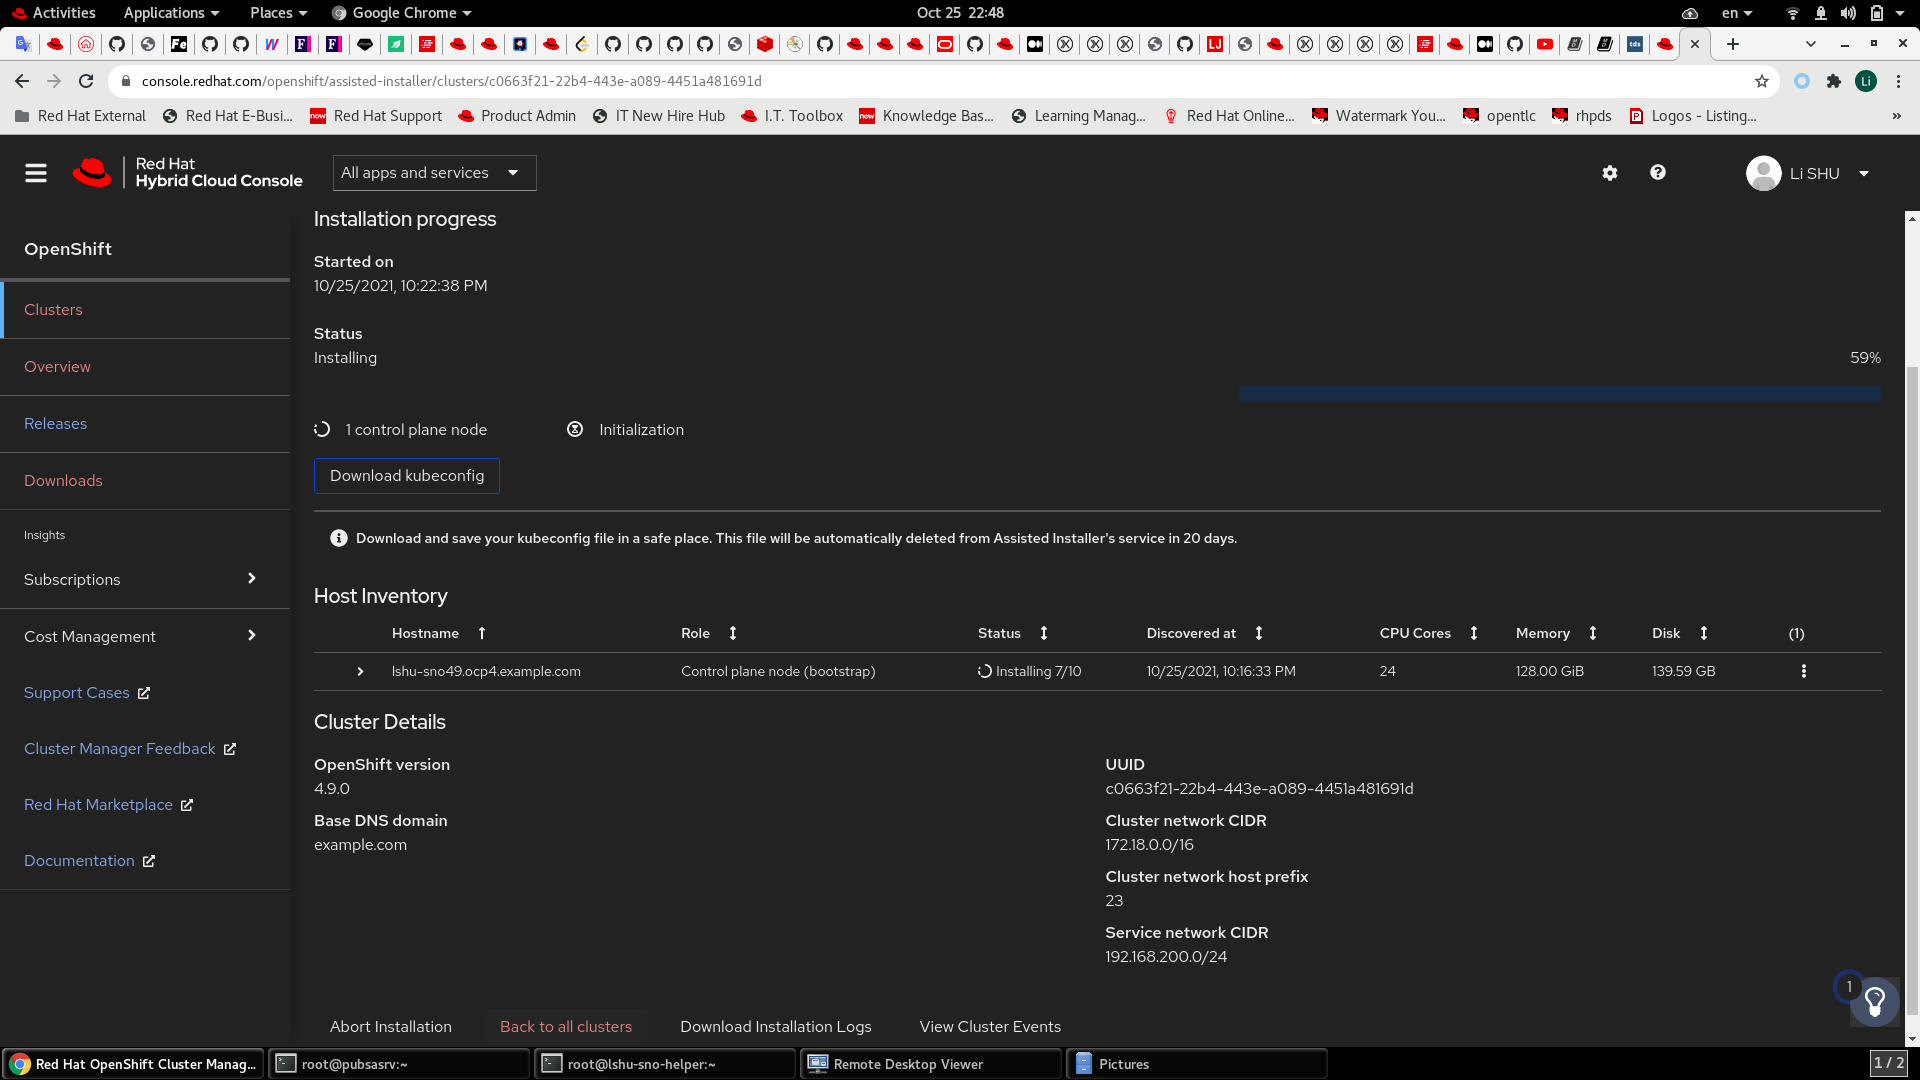 Activities Applications Places Google Chrome Oct 25 22:48 en
console.redhat.com/openshift/assisted-installer/clusters/c0663f21-22b4-443e-a089-4451a481691d Li
Red Hat External Red Hat E-Busi... Red Hat Support Product Admin IT New Hire Hub I.T. Toolbox Knowledge Bas... Learning Manag... Red Hat Online... Watermark You... opentlc rhpds Logos - Listing... »
Red Hat
Hybrid Cloud Console
All apps and services
Li SHU
OpenShift
Clusters
Overview
Releases
Downloads
Insights
Subscriptions
Cost Management
Support Cases
Cluster Manager Feedback
Red Hat Marketplace
Documentation
Installation progress
Started on
10/25/2021, 10:22:38 PM
Status
Installing 59%
1 control plane node Initialization
Download kubeconfig
Download and save your kubeconfig file in a safe place. This file will be automatically deleted from Assisted Installer's service in 20 days.
Host Inventory
Hostname Role Status Discovered at CPU Cores Memory Disk (1)
lshu-sno49.ocp4.example.com Control plane node (bootstrap) Installing 7/10 10/25/2021, 10:16:33 PM 24 128.00 GiB 139.59 GB
Cluster Details
OpenShift version
4.9.0
Base DNS domain
example.com
UUID
c0663f21-22b4-443e-a089-4451a481691d
Cluster network CIDR
172.18.0.0/16
Cluster network host prefix
23
Service network CIDR
192.168.200.0/24
1
Abort Installation Back to all clusters Download Installation Logs View Cluster Events
Red Hat OpenShift Cluster Manag... root@pubsasrv:~ root@lshu-sno-helper:~ Remote Desktop Viewer Pictures 1 / 2